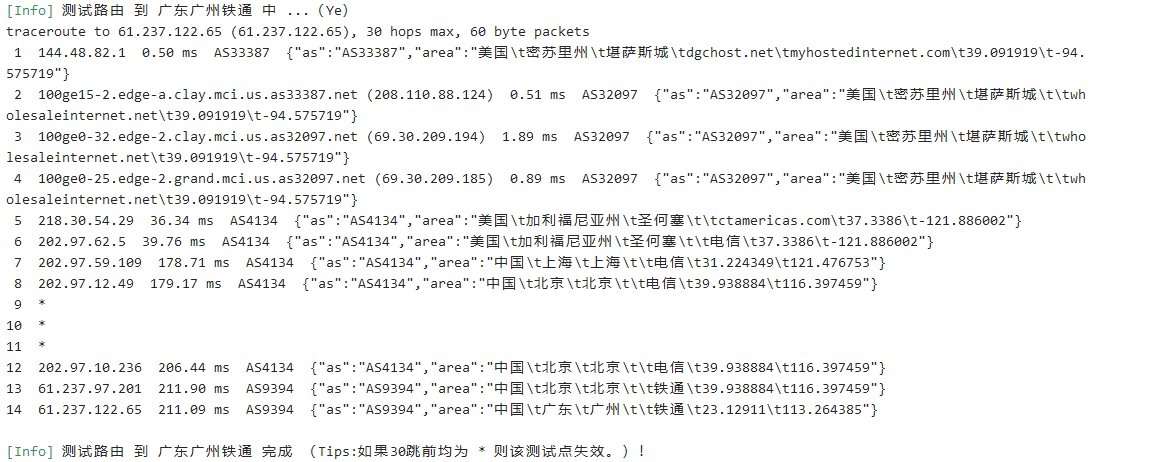 [Info] 测试路由 到 广东广州铁通 中 ... (Ye)
traceroute to 61.237.122.65 (61.237.122.65), 30 hops max, 60 byte packets
 1  144.48.82.1  0.50 ms  AS33387  {"as":"AS33387","area":"美国\t密苏里州\t堪萨斯城\tdgchost.net\tmyhostedinternet.com\t39.091919\t-94.
575719"}
 2  100ge15-2.edge-a.clay.mci.us.as33387.net (208.110.88.124)  0.51 ms  AS32097  {"as":"AS32097","area":"美国\t密苏里州\t堪萨斯城\t\twh
olesaleinternet.net\t39.091919\t-94.575719"}
 3  100ge0-32.edge-2.clay.mci.us.as32097.net (69.30.209.194)  1.89 ms  AS32097  {"as":"AS32097","area":"美国\t密苏里州\t堪萨斯城\t\twho
lesaleinternet.net\t39.091919\t-94.575719"}
 4  100ge0-25.edge-2.grand.mci.us.as32097.net (69.30.209.185)  0.89 ms  AS32097  {"as":"AS32097","area":"美国\t密苏里州\t堪萨斯城\t\twh
olesaleinternet.net\t39.091919\t-94.575719"}
 5  218.30.54.29  36.34 ms  AS4134  {"as":"AS4134","area":"美国\t加利福尼亚州\t圣何塞\t\tctamericas.com\t37.3386\t-121.886002"}
 6  202.97.62.5  39.76 ms  AS4134  {"as":"AS4134","area":"美国\t加利福尼亚州\t圣何塞\t\t电信\t37.3386\t-121.886002"}
 7  202.97.59.109  178.71 ms  AS4134  {"as":"AS4134","area":"中国\t上海\t上海\t\t电信\t31.224349\t121.476753"}
 8  202.97.12.49  179.17 ms  AS4134  {"as":"AS4134","area":"中国\t北京\t北京\t\t电信\t39.938884\t116.397459"}
 9  *
10  *
11  *
12  202.97.10.236  206.44 ms  AS4134  {"as":"AS4134","area":"中国\t北京\t北京\t\t电信\t39.938884\t116.397459"}
13  61.237.97.201  211.90 ms  AS9394  {"as":"AS9394","area":"中国\t北京\t北京\t\t铁通\t39.938884\t116.397459"}
14  61.237.122.65  211.09 ms  AS9394  {"as":"AS9394","area":"中国\t广东\t广州\t\t铁通\t23.12911\t113.264385"}
[Info] 测试路由 到 广东广州铁通 完成 （Tips:如果30跳前均为 * 则该测试点失效。）！